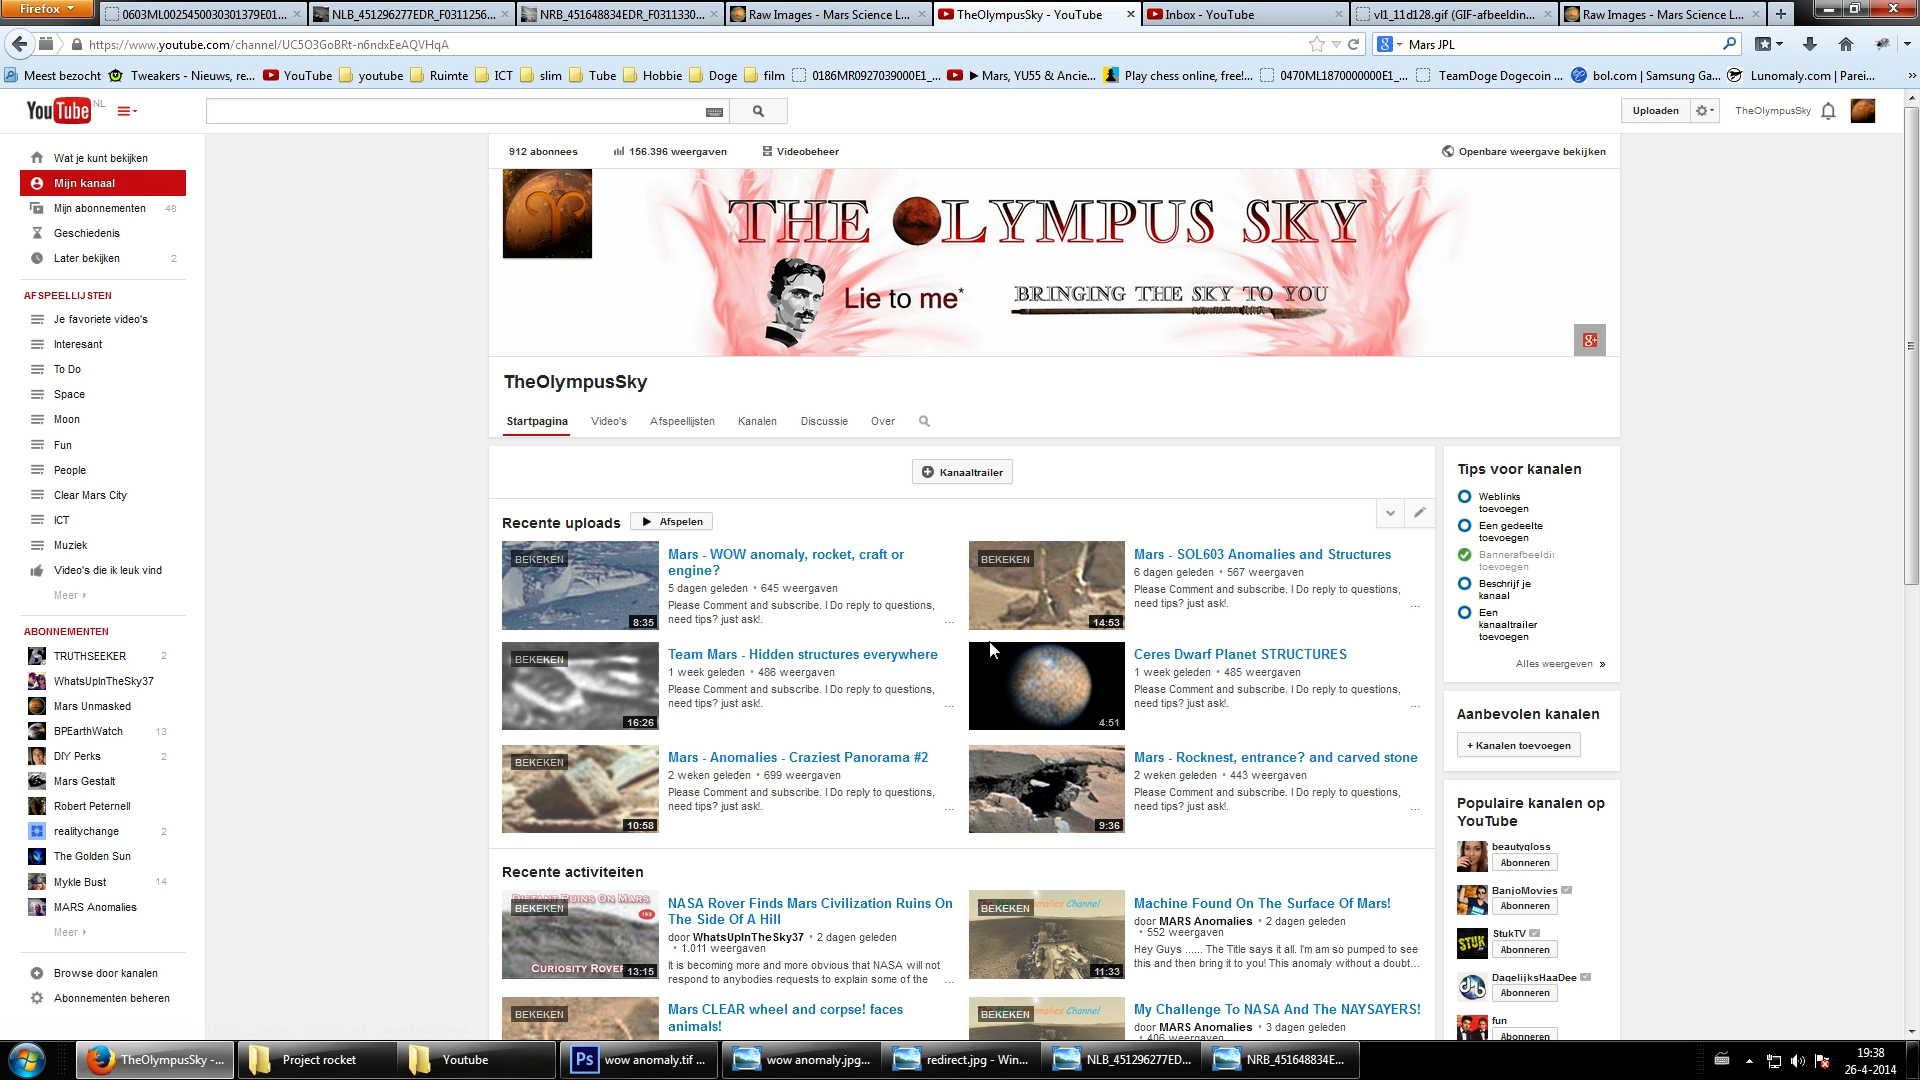 Firefox
0603ML0025450030301379E01...
NLB_451296277EDR_F0311256...
NRB_451648834EDR_F0311330...
Raw Images - Mars Science L...
TheOlympusSky - YouTube
Inbox - YouTube
vl1_11d128.gif (GIF-afbeeldin...
Raw Images - Mars Science L...
https://www.youtube.com/channel/UC5O3GoBRt-n6ndxEeAQVHqA
Mars JPL
Meest bezocht
Tweakers - Nieuws, re...
YouTube
youtube
Ruimte
ICT
slim
Tube
Hobbie
Doge
film
0186MR0927039000E1_...
▶ Mars, YU55 & Ancie...
Play chess online, free!...
0470ML1870000000E1_...
TeamDoge Dogecoin ...
bol.com | Samsung Ga...
Lunomaly.com | Parei...
YouTube NL
Uploaden
TheOlympusSky
Wat je kunt bekijken
Mijn kanaal
Mijn abonnementen 48
Geschiedenis
Later bekijken 2
AFSPEELLIJSTEN
Je favoriete video's
Interesant
To Do
Space
Moon
Fun
People
Clear Mars City
ICT
Muziek
Video's die ik leuk vind
Meer ›
ABONNEMENTEN
TRUTHSEEKER 2
WhatsUpInTheSky37
Mars Unmasked
BPEarthWatch 13
DIY Perks 2
Mars Gestalt
Robert Peternell
realitychange 2
The Golden Sun
Mykle Bust 14
MARS Anomalies
Meer ›
Browse door kanalen
Abonnementen beheren
912 abonnees
156.396 weergaven
Videobeheer
Openbare weergave bekijken
THE OLYMPUS SKY
Lie to me*
BRINGING THE SKY TO YOU
g+
TheOlympusSky
Startpagina
Video's
Afspeellijsten
Kanalen
Discussie
Over
Kanaaltrailer
Recente uploads
Afspelen
BEKEKEN
8:35
Mars - WOW anomaly, rocket, craft or
engine?
5 dagen geleden • 645 weergaven
Please Comment and subscribe. I Do reply to questions,
need tips? just ask!. ...
BEKEKEN
14:53
Mars - SOL603 Anomalies and Structures
6 dagen geleden • 567 weergaven
Please Comment and subscribe. I Do reply to questions,
need tips? just ask!. ...
BEKEKEN
16:26
Team Mars - Hidden structures everywhere
1 week geleden • 486 weergaven
Please Comment and subscribe. I Do reply to questions,
need tips? just ask!. ...
4:51
Ceres Dwarf Planet STRUCTURES
1 week geleden • 485 weergaven
Please Comment and subscribe. I Do reply to questions,
need tips? just ask!. ...
BEKEKEN
10:58
Mars - Anomalies - Craziest Panorama #2
2 weken geleden • 699 weergaven
Please Comment and subscribe. I Do reply to questions,
need tips? just ask!. ...
9:36
Mars - Rocknest, entrance? and carved stone
2 weken geleden • 443 weergaven
Please Comment and subscribe. I Do reply to questions,
need tips? just ask!. ...
Recente activiteiten
DISTANT RUINS ON MARS
BEKEKEN
CURIOSITY ROVER
13:15
NASA Rover Finds Mars Civilization Ruins On
The Side Of A Hill
door WhatsUpInTheSky37 • 2 dagen geleden
• 1.011 weergaven
It is becoming more and more obvious that NASA will not
respond to anybodies requests to explain some of the ...
BEKEKEN
11:33
Machine Found On The Surface Of Mars!
door MARS Anomalies • 2 dagen geleden
• 552 weergaven
Hey Guys ...... The Title says it all. I'm am so pumped to see
this and then bring it to you! This anomaly without a doubt...
BEKEKEN
Mars CLEAR wheel and corpse! faces
animals!
BEKEKEN
My Challenge To NASA And The NAYSAYERS!
door MARS Anomalies • 3 dagen geleden
• 406 weergaven
Tips voor kanalen
Weblinks
toevoegen
Een gedeelte
toevoegen
Bannerafbeeldin
toevoegen
Beschrijf je
kanaal
Een
kanaaltrailer
toevoegen
Alles weergeven »
Aanbevolen kanalen
+ Kanalen toevoegen
Populaire kanalen op
YouTube
beautygloss
Abonneren
BanjoMovies
Abonneren
StukTV
Abonneren
DagelijksHaaDee
Abonneren
fun
Abonneren
TheOlympusSky -...
Project rocket
Youtube
Ps wow anomaly.tif ...
wow anomaly.jpg...
redirect.jpg - Win...
NLB_451296277ED...
NRB_451648834E...
19:38
26-4-2014